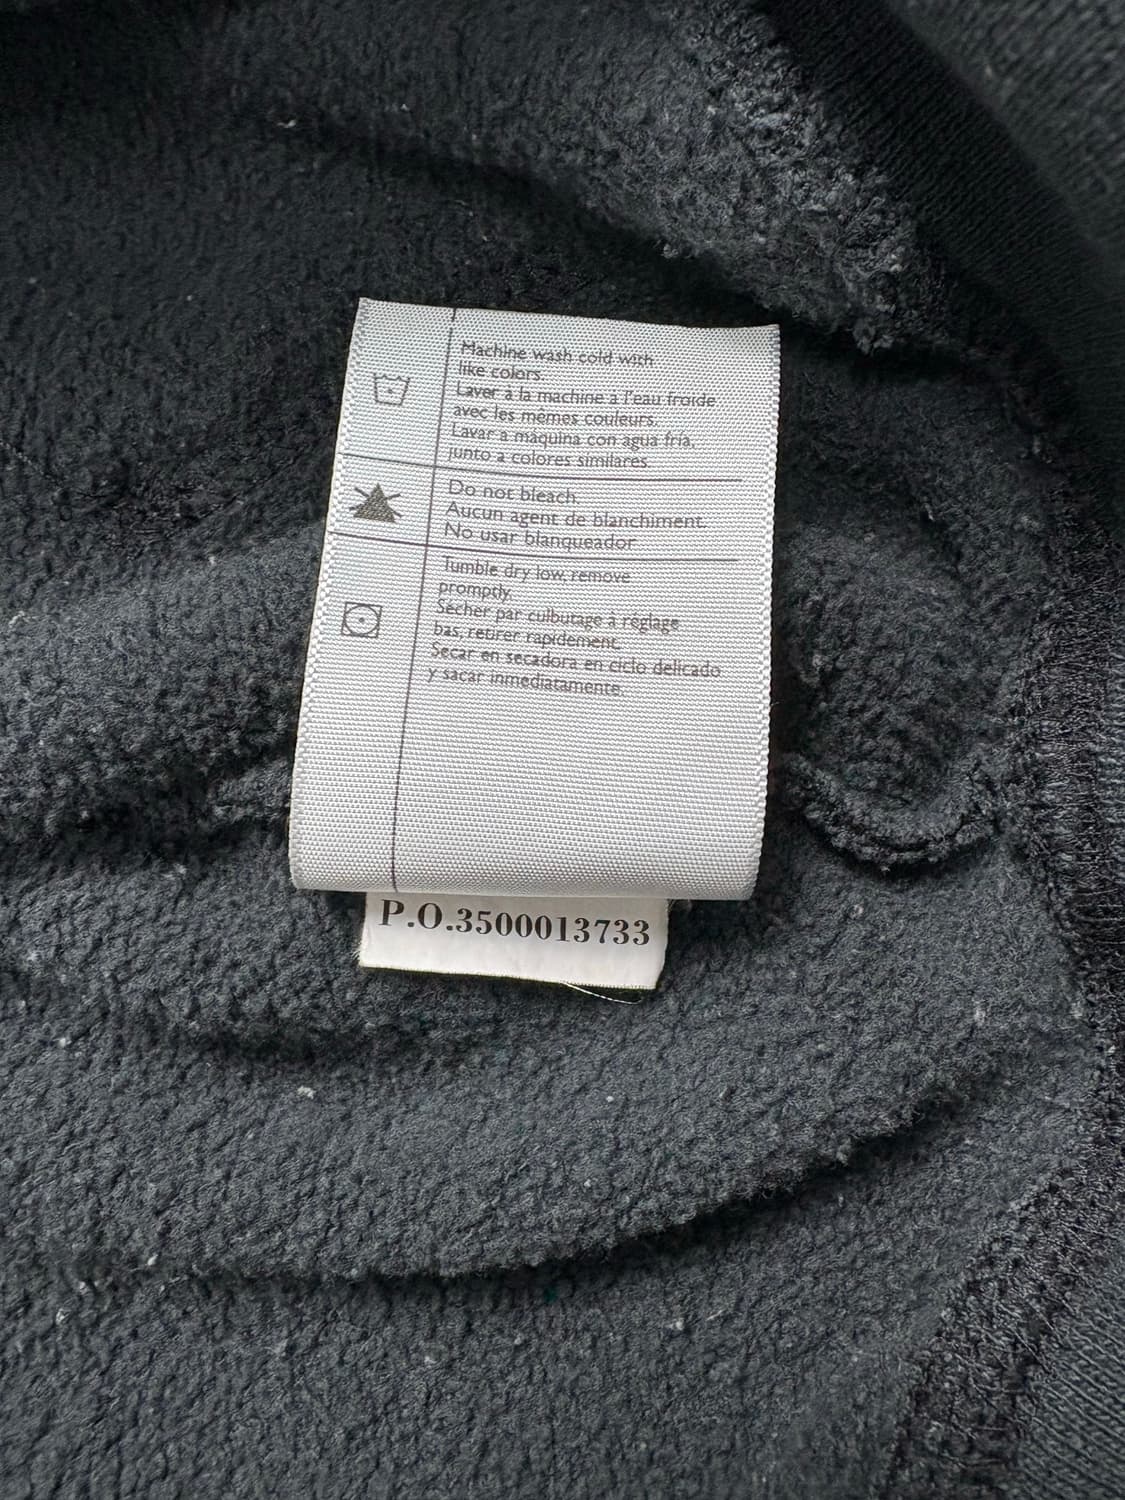 Machine wash cold with
like colors.
Laver à la machine à l'eau froide
avec les mêmes couleurs.
Lavar a máquina con agua fría,
junto a colores similares.
Do not bleach.
Aucun agent de blanchiment.
No usar blanqueador
Tumble dry low, remove
promptly.
Sécher par culbutage à réglage
bas, retirer rapidement.
Secar en secadora en ciclo delicado
y sacar inmediatamente.
P.O.3500013733